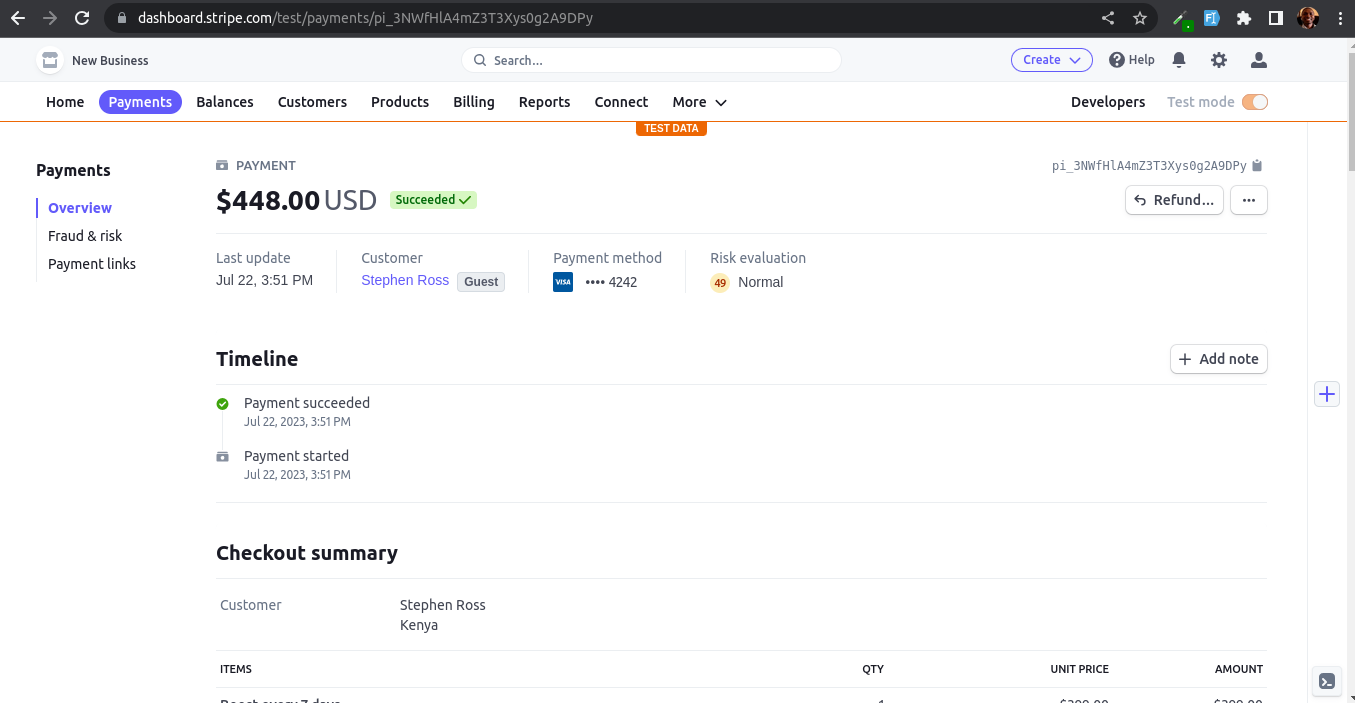 dashboard.stripe.com/test/payments/pi_3NWfHlA4mZ3T3Xys0g2A9DPy
New Business
Search...
Create
Help
Home Payments Balances Customers Products Billing Reports Connect More
Developers Test mode
TEST DATA
Payments
Overview
Fraud & risk
Payment links
PAYMENT
pi_3NWfHlA4mZ3T3Xys0g2A9DPy
$448.00 USD Succeeded
Refund...
Last update
Jul 22, 3:51 PM
Customer
Stephen Ross Guest
Payment method
VISA •••• 4242
Risk evaluation
49 Normal
Timeline
Add note
Payment succeeded
Jul 22, 2023, 3:51 PM
Payment started
Jul 22, 2023, 3:51 PM
Checkout summary
Customer
Stephen Ross
Kenya
ITEMS QTY UNIT PRICE AMOUNT